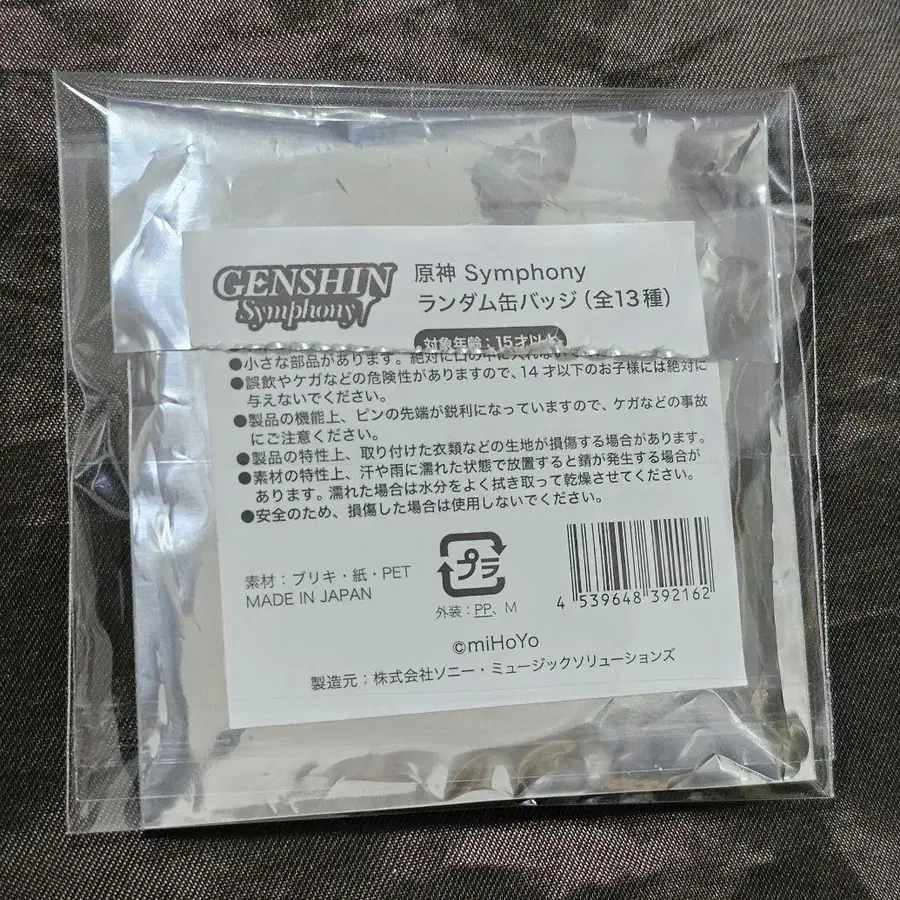 GENSHIN
Symphony
原神 Symphony
ランダム缶バッジ(全13種)
対象年齢:15才以上
●小さな部品があります。絶対に口の中に入れないで
●誤飲やケガなどの危険性がありますので、14才以下のお子様には絶対に
与えないでください。
●製品の機能上、ピンの先端が鋭利になっていますので、ケガなどの事故
にご注意ください。
●製品の特性上、取り付けた衣類などの生地が損傷する場合があります。
●素材の特性上、汗や雨に濡れた状態で放置すると錆が発生する場合が
あります。濡れた場合は水分をよく拭き取って乾燥させてください。
●安全のため、損傷した場合は使用しないでください。
素材:ブリキ・紙・PET
MADE IN JAPAN
プラ
外装:PP、M
4 539648 392162
©miHoYo
製造元:株式会社ソニー・ミュージックソリューションズ